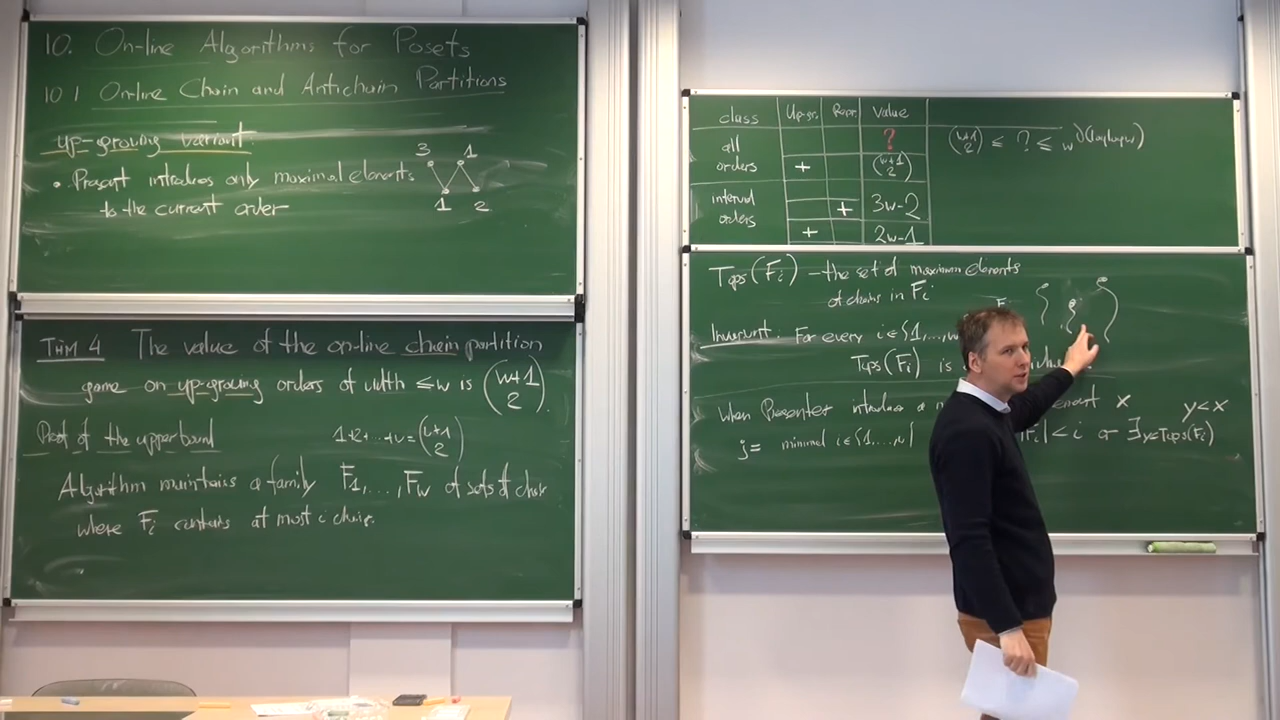 10. On-line Algorithms for Posets
10.1 On-line Chain and Antichain Partitions
up-growing variant:
• Present introduces only maximal elements
to the current order
3 1
1 2
THM 4 The value of the on-line chain partition
game on up-growing orders of width ≤ w is (w+1 2).
Proof of the upper bound
1+2+...+w = (w+1 2)
Algorithm maintains a family F1,...,Fw of sets of chains
where Fi contains at most i chains.
class Up-gr. Repr. value
all orders ?
+ (w+1 2)
interval orders + 3w-2
+ 2w-1
(w+1 2) ≤ ? ≤ w^O(loglogw)
Tops(Fi) - the set of maximum elements
of chains in Fi
Invariant: For every i∈{1,...,w
Tops(Fi) is
When Presenter introduces a x y<x
j = minimal i∈{1,...,w} |Fi| < i or ∃y∈Tops(Fi)